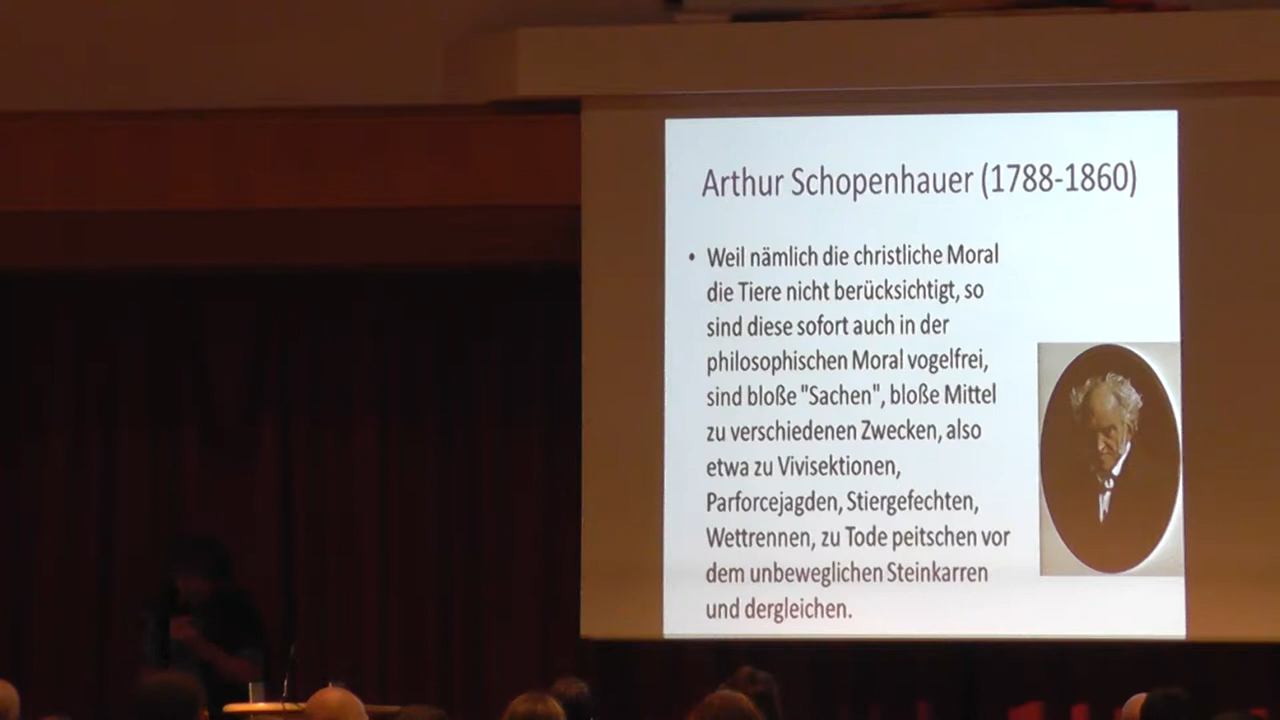 Arthur Schopenhauer (1788-1860)
• Weil nämlich die christliche Moral
die Tiere nicht berücksichtigt, so
sind diese sofort auch in der
philosophischen Moral vogelfrei,
sind bloße "Sachen", bloße Mittel
zu verschiedenen Zwecken, also
etwa zu Vivisektionen,
Parforcejagden, Stiergefechten,
Wettrennen, zu Tode peitschen vor
dem unbeweglichen Steinkarren
und dergleichen.